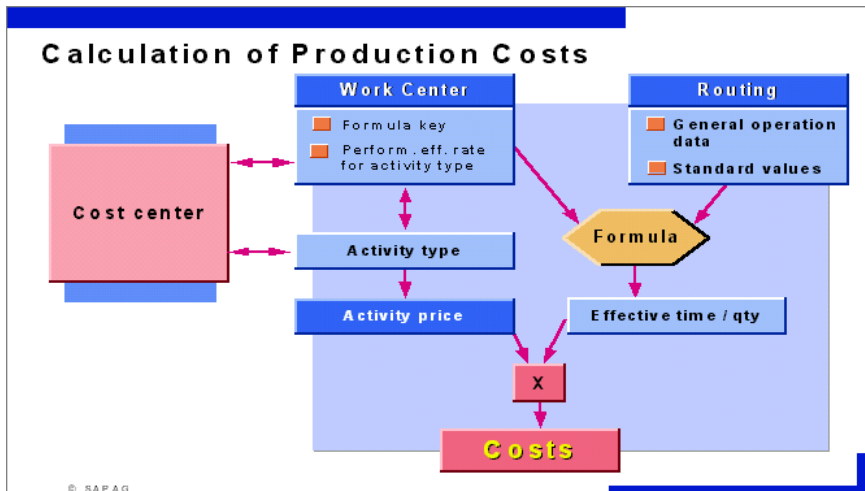 Calculation of Production Costs
Work Center
Formula key
Perform. eff. rate
for activity type
Routing
General operation
data
Standard values
Cost center
Formula
Activity type
Activity price
Effective time / qty
X
Costs
© SAP AG